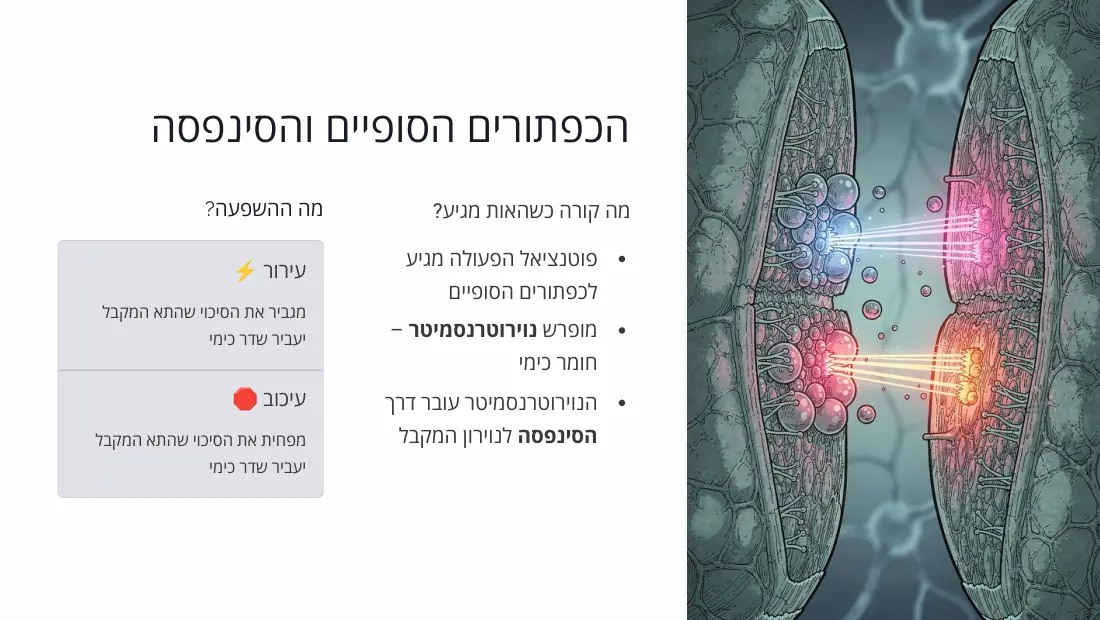 הכפתורים הסופיים והסינפסה
מה קורה כשהאות מגיע?
• פוטנציאל הפעולה מגיע
לכפתורים הסופיים
• מופרש נוירוטרנסמיטר –
חומר כימי
• הנוירוטרנסמיטר עובר דרך
הסינפסה לנוירון המקבל
מה ההשפעה?
עירור ⚡
מגביר את הסיכוי שהתא המקבל
יעביר שדר כימי
עיכוב 🛑
מפחית את הסיכוי שהתא המקבל
יעביר שדר כימי